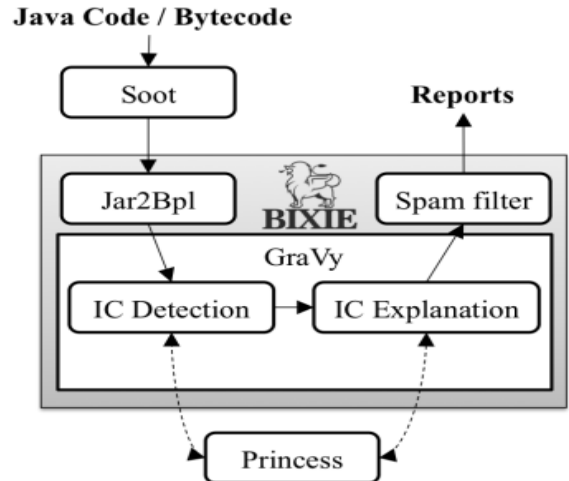 Java Code / Bytecode
Soot
Reports
Jar2Bpl
BIXIE
Spam filter
GraVy
IC Detection
IC Explanation
Princess